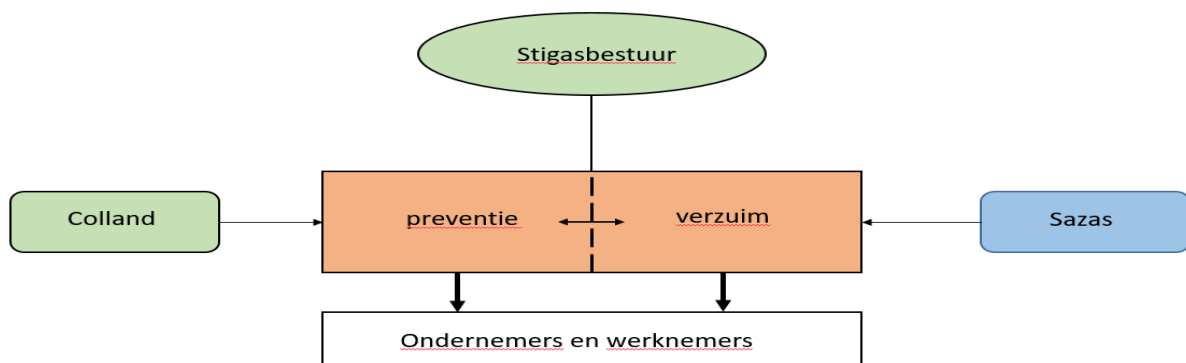 Stigasbestuur
Colland
preventie
verzuim
Sazas
Ondernemers en werknemers